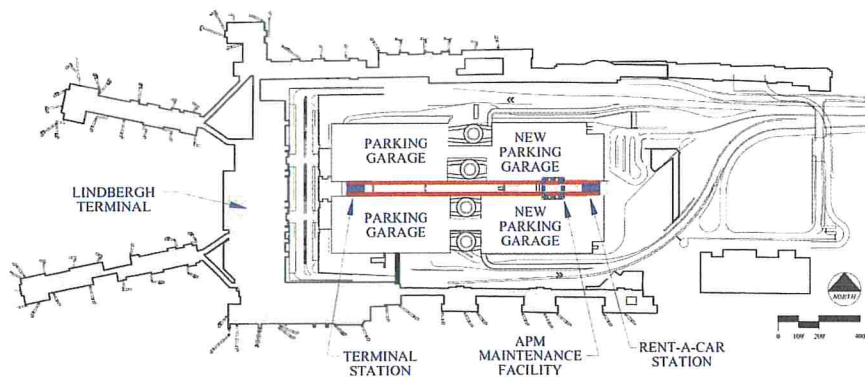 PARKING
GARAGE
NEW
PARKING
GARAGE
LINDBERGH
TERMINAL
PARKING
GARAGE
NEW
PARKING
GARAGE
NORTH
TERMINAL
STATION
APM
MAINTENANCE
FACILITY
RENT-A-CAR
STATION